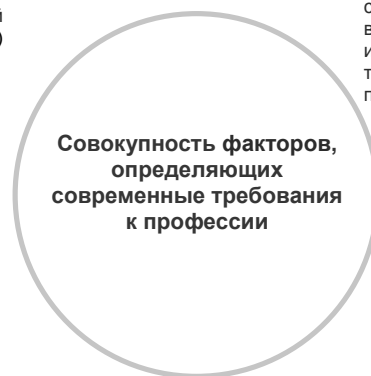 й
)
Совокупность факторов,
определяющих
современные требования
к профессии